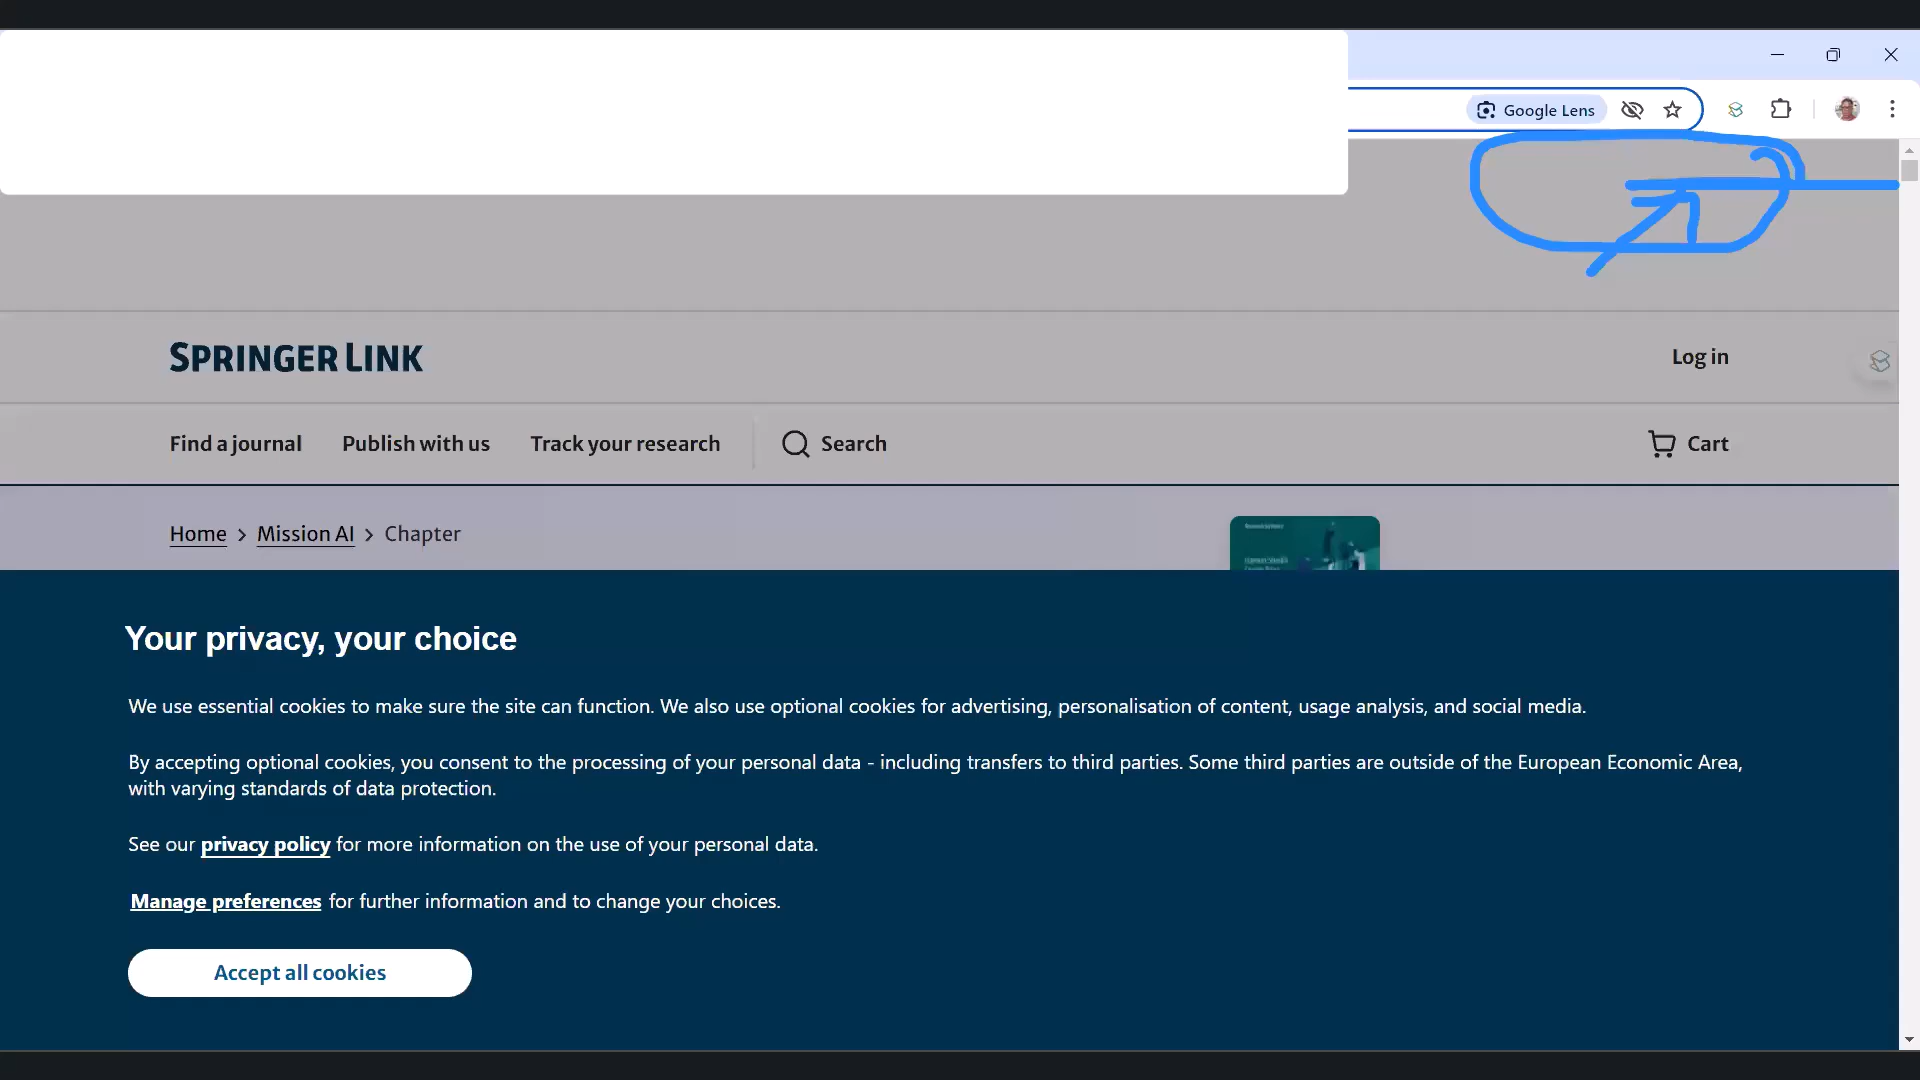 Google Lens
SPRINGER LINK
Log in
Find a journal
Publish with us
Track your research
Search
Cart
Home > Mission AI > Chapter
Your privacy, your choice
We use essential cookies to make sure the site can function. We also use optional cookies for advertising, personalisation of content, usage analysis, and social media.
By accepting optional cookies, you consent to the processing of your personal data - including transfers to third parties. Some third parties are outside of the European Economic Area,
with varying standards of data protection.
See our privacy policy for more information on the use of your personal data.
Manage preferences for further information and to change your choices.
Accept all cookies